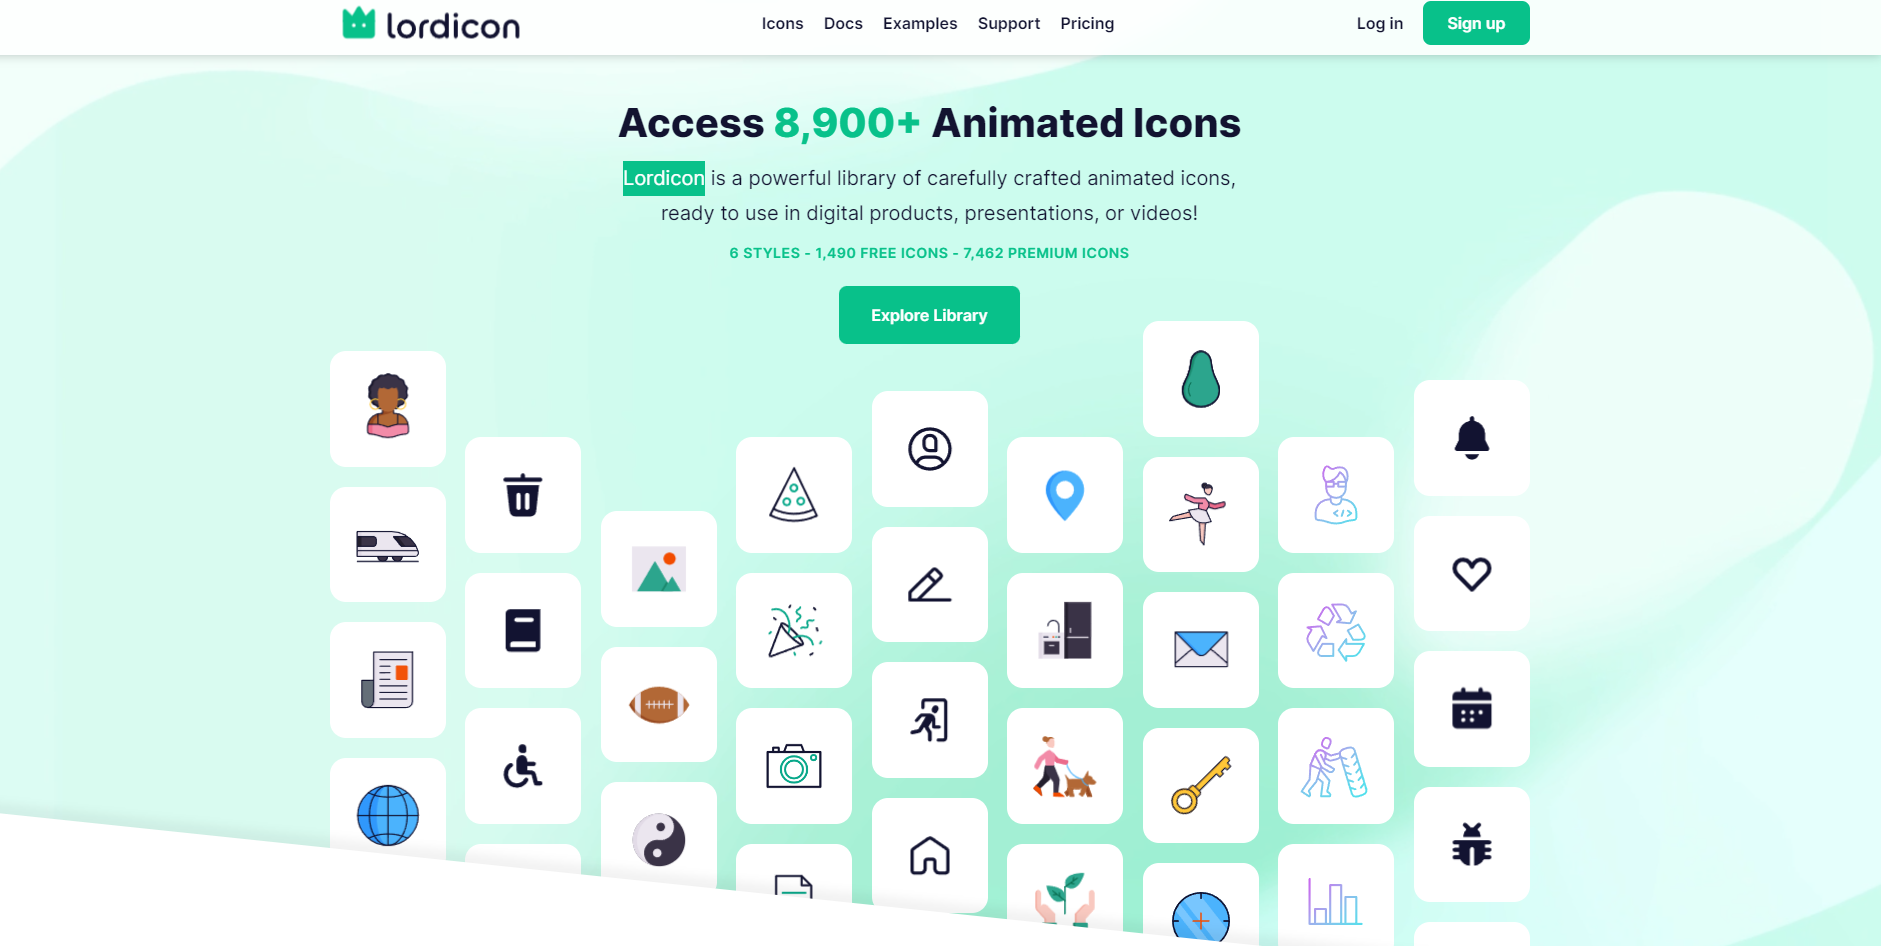 lordicon
Icons Docs Examples Support Pricing
Log in Sign up
Access 8,900+ Animated Icons
Lordicon is a powerful library of carefully crafted animated icons,
ready to use in digital products, presentations, or videos!
6 STYLES - 1,490 FREE ICONS - 7,462 PREMIUM ICONS
Explore Library